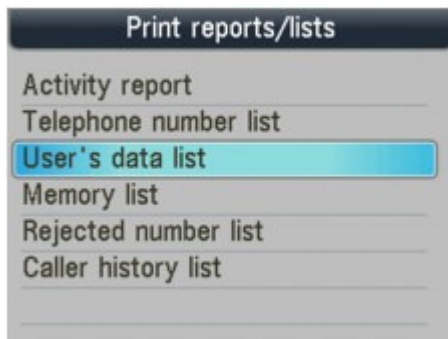 Print reports/lists
Activity report
Telephone number list
User's data list
Memory list
Rejected number list
Caller history list